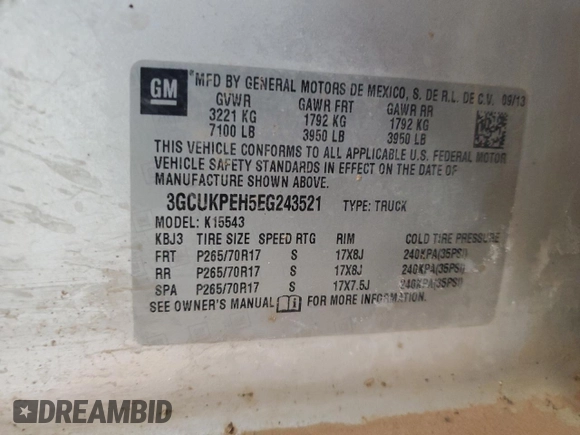 GM
*MFD BY GENERAL MOTORS DE MEXICO, S. DE R.L. DE C.V. 09/13
GVWR GAWR FRT GAWR RR
3221 KG 1792 KG 1792 KG
7100 LB 3950 LB 3950 LB
THIS VEHICLE CONFORMS TO ALL APPLICABLE U.S. FEDERAL MOTOR
VEHICLE SAFETY STANDARDS IN EFFECT ON THE DATE OF
MANUFACTURE SHOWN ABOVE.
3GCUKPEH5EG243521 TYPE: TRUCK
MODEL: K15543
KBJ3 TIRE SIZE SPEED RTG RIM COLD TIRE PRESSURE
FRT P265/70R17 S 17X8J 240KPA(35PSI)
RR P265/70R17 S 17X8J 240KPA(35PSI)
SPA P265/70R17 S 17X7.5J 240KPA(35PSI)
SEE OWNER'S MANUAL FOR MORE INFORMATION.
DREAMBID